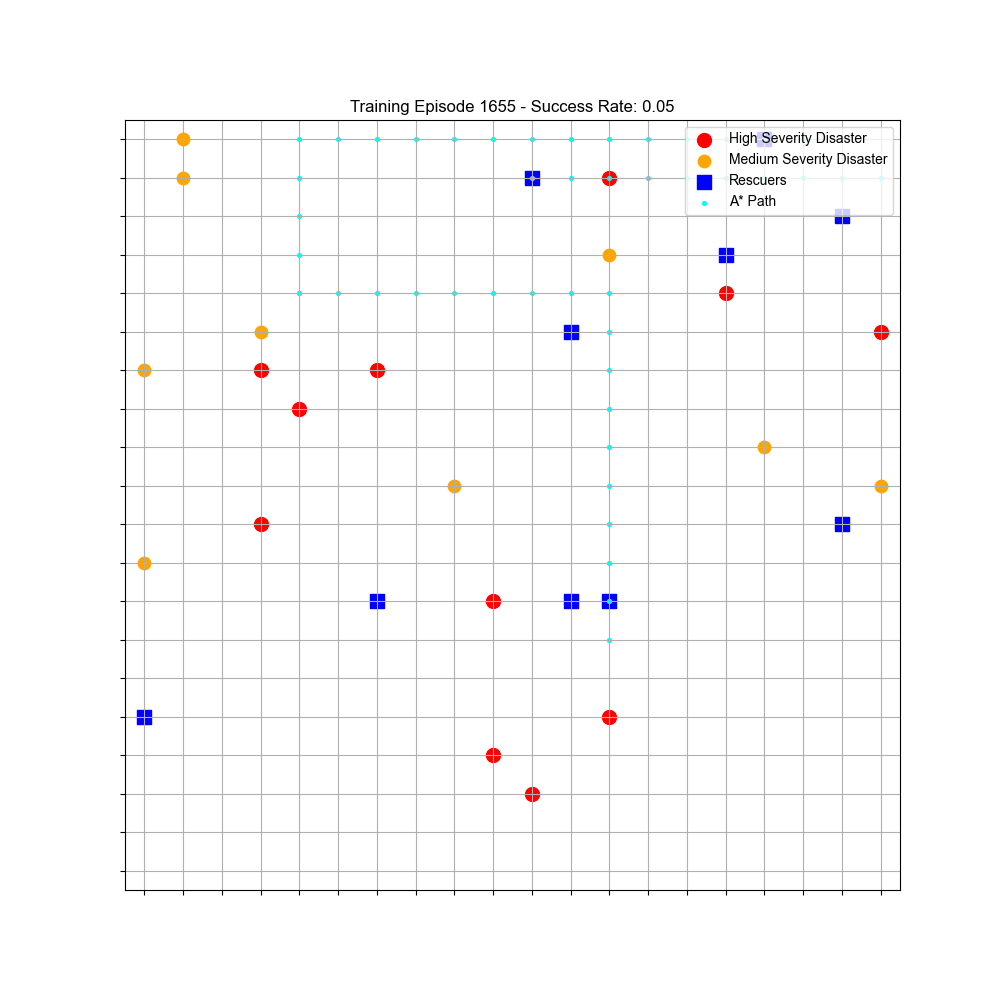 Training Episode 1655 - Success Rate: 0.05
High Severity Disaster
Medium Severity Disaster
Rescuers
A* Path